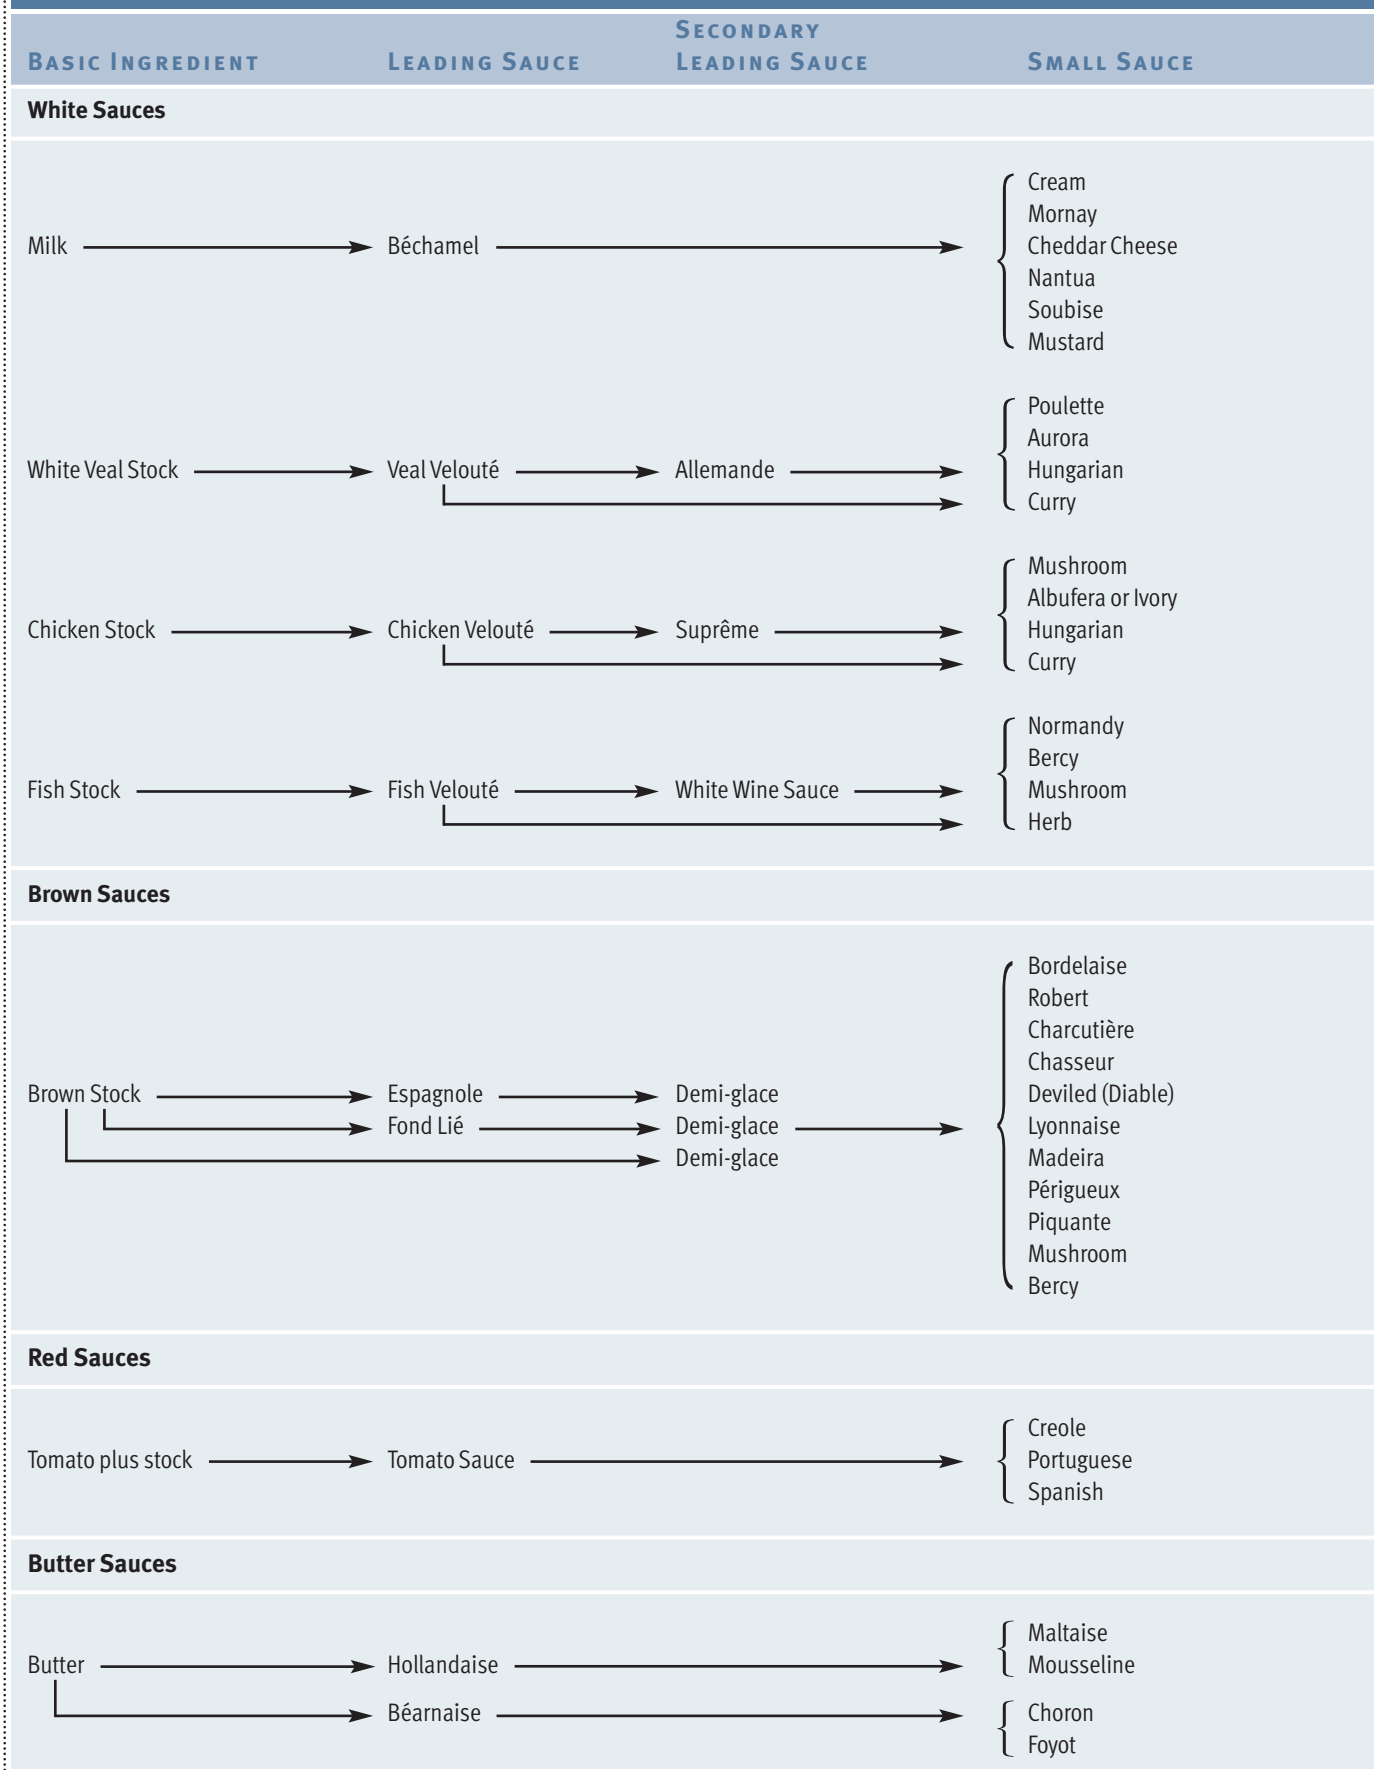 SECONDARY
BASIC INGREDIENT LEADING SAUCE LEADING SAUCE SMALL SAUCE
White Sauces
Cream
Mornay
Milk Béchamel Cheddar Cheese
Nantua
Soubise
Mustard
Poulette
Aurora
White Veal Stock Veal Velouté Allemande Hungarian
Curry
Mushroom
Albufera or Ivory
Chicken Stock Chicken Velouté Suprême Hungarian
Curry
Normandy
Bercy
Fish Stock Fish Velouté White Wine Sauce Mushroom
Herb
Brown Sauces
Bordelaise
Robert
Charcutière
Chasseur
Brown Stock Espagnole Demi-glace Deviled (Diable)
Fond Lié Demi-glace Lyonnaise
Demi-glace Madeira
Périgueux
Piquante
Mushroom
Bercy
Red Sauces
Creole
Tomato plus stock Tomato Sauce Portuguese
Spanish
Butter Sauces
Maltaise
Butter Hollandaise Mousseline
Béarnaise Choron
Foyot